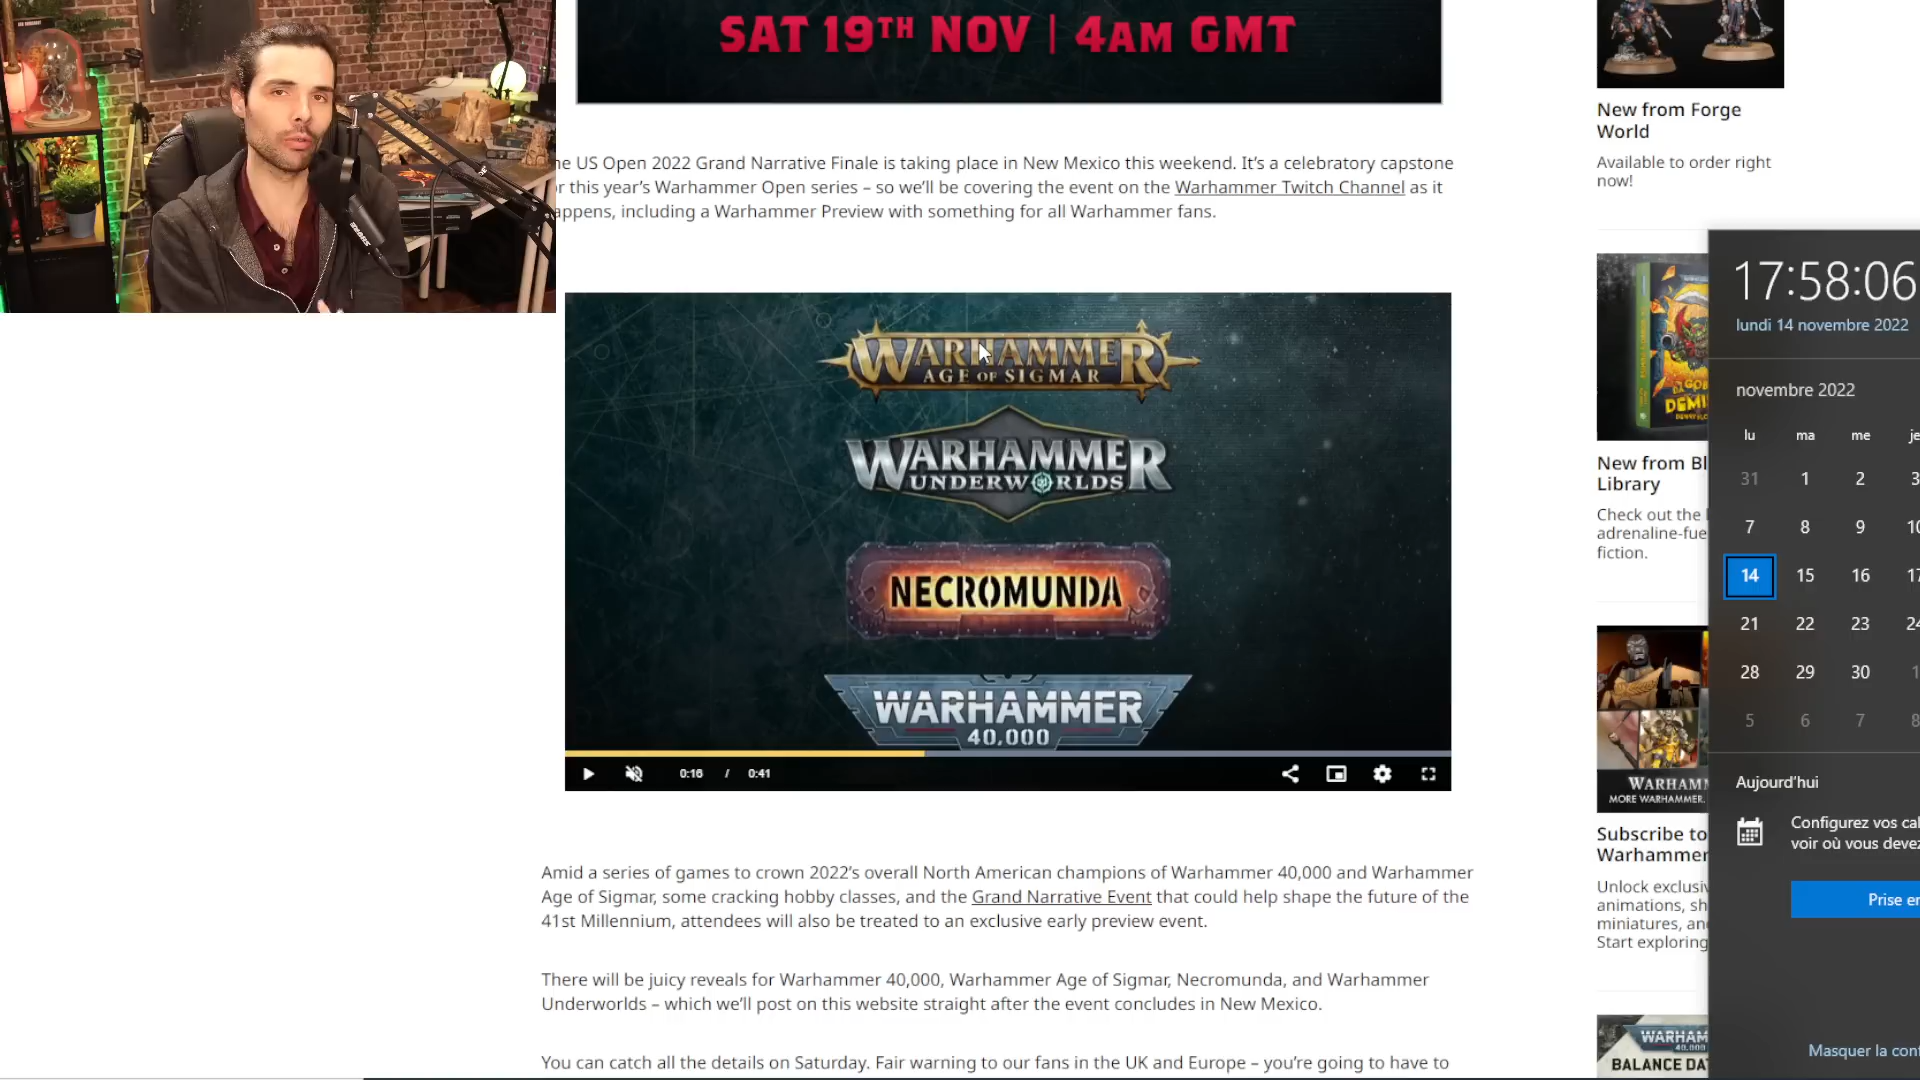 SAT 19TH NOV | 4AM GMT
he US Open 2022 Grand Narrative Finale is taking place in New Mexico this weekend. It's a celebratory capstone
r this year's Warhammer Open series – so we'll be covering the event on the Warhammer Twitch Channel as it
appens, including a Warhammer Preview with something for all Warhammer fans.
WARHAMMER
AGE OF SIGMAR
WARHAMMER
UNDERWORLDS
NECROMUNDA
WARHAMMER
40,000
0:16 / 0:41
Amid a series of games to crown 2022's overall North American champions of Warhammer 40,000 and Warhammer
Age of Sigmar, some cracking hobby classes, and the Grand Narrative Event that could help shape the future of the
41st Millennium, attendees will also be treated to an exclusive early preview event.
There will be juicy reveals for Warhammer 40,000, Warhammer Age of Sigmar, Necromunda, and Warhammer
Underworlds – which we'll post on this website straight after the event concludes in New Mexico.
You can catch all the details on Saturday. Fair warning to our fans in the UK and Europe – you're going to have to
New from Forge
World
Available to order right
now!
New from Bl
Library
Check out the
adrenaline-fue
fiction.
WARHAMM
MORE WARHAMMER.
Subscribe to
Warhammer
Unlock exclusiv
animations, sh
miniatures, an
Start exploring
WARHAM
40,000
BALANCE DA
17:58:06
lundi 14 novembre 2022
novembre 2022
lu ma me je
31 1 2 3
7 8 9 10
14 15 16 17
21 22 23 24
28 29 30 1
5 6 7 8
Aujourd'hui
Configurez vos cal
voir où vous devez
Prise en
Masquer la conf